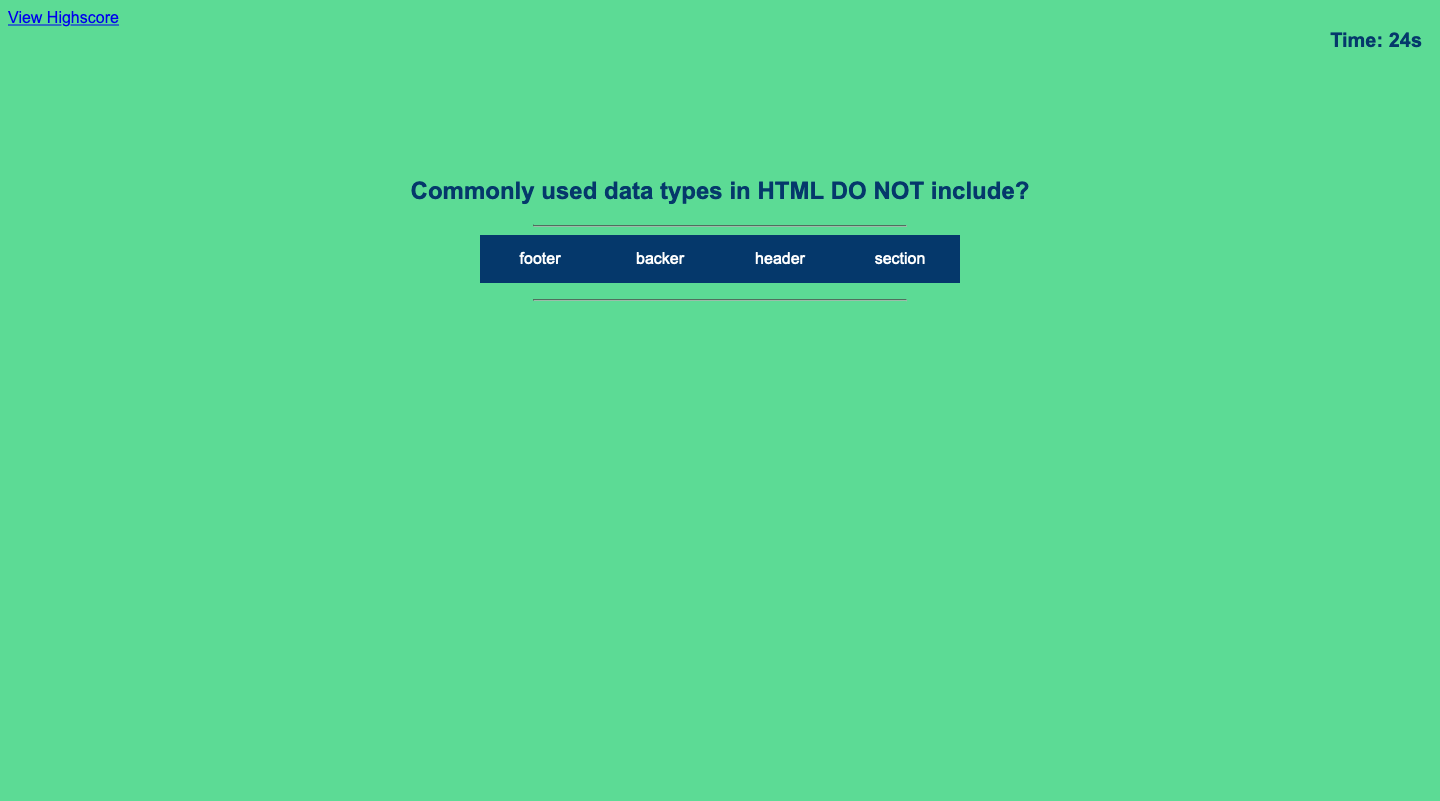 View Highscore
Time: 24s
Commonly used data types in HTML DO NOT include?
footer backer header section